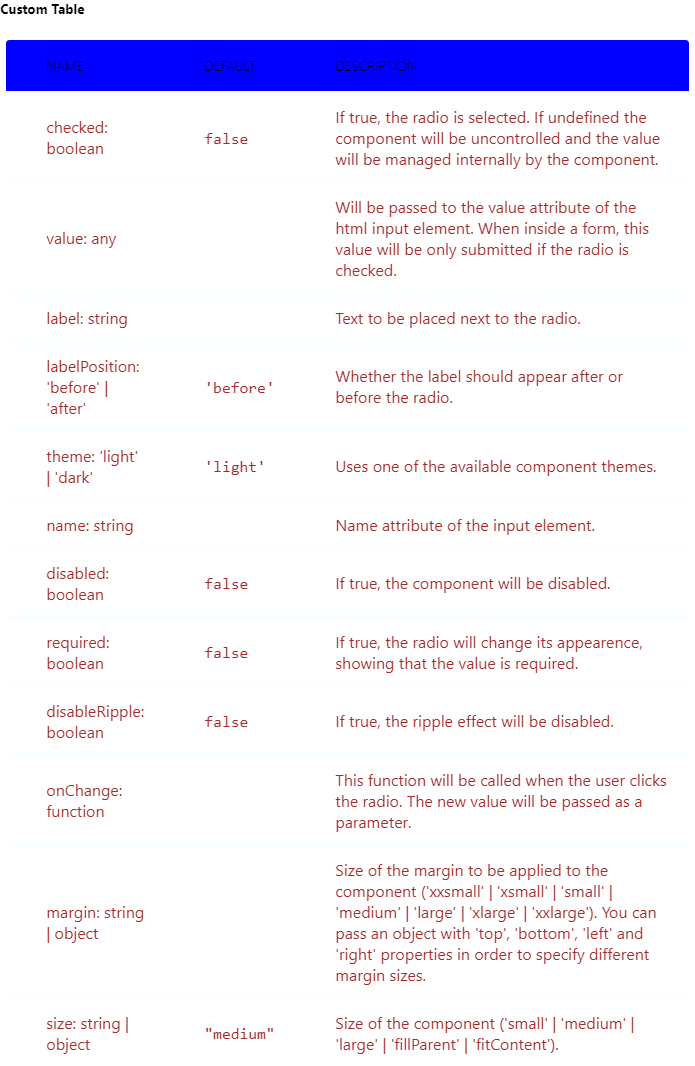 Custom Table
NAME DEFAULT DESCRIPTION
checked:
boolean
false
If true, the radio is selected. If undefined the
component will be uncontrolled and the value
will be managed internally by the component.
value: any
Will be passed to the value attribute of the
html input element. When inside a form, this
value will be only submitted if the radio is
checked.
label: string
Text to be placed next to the radio.
labelPosition:
'before' |
'after'
'before'
Whether the label should appear after or
before the radio.
theme: 'light'
| 'dark'
'light'
Uses one of the available component themes.
name: string
Name attribute of the input element.
disabled:
boolean
false
If true, the component will be disabled.
required:
boolean
false
If true, the radio will change its appearence,
showing that the value is required.
disableRipple:
boolean
false
If true, the ripple effect will be disabled.
onChange:
function
This function will be called when the user clicks
the radio. The new value will be passed as a
parameter.
margin: string
| object
Size of the margin to be applied to the
component ('xxsmall' | 'xsmall' | 'small' |
'medium' | 'large' | 'xlarge' | 'xxlarge'). You can
pass an object with 'top', 'bottom', 'left' and
'right' properties in order to specify different
margin sizes.
size: string |
object
"medium"
Size of the component ('small' | 'medium' |
'large' | 'fillParent' | 'fitContent').